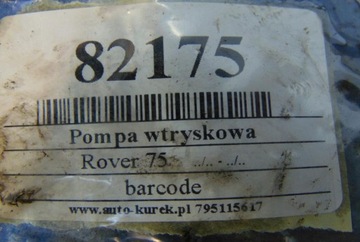 82175
Pompa wtryskowa
Rover 75 ../.. - ../..
barcode
www.auto-kurek.pl 795115617